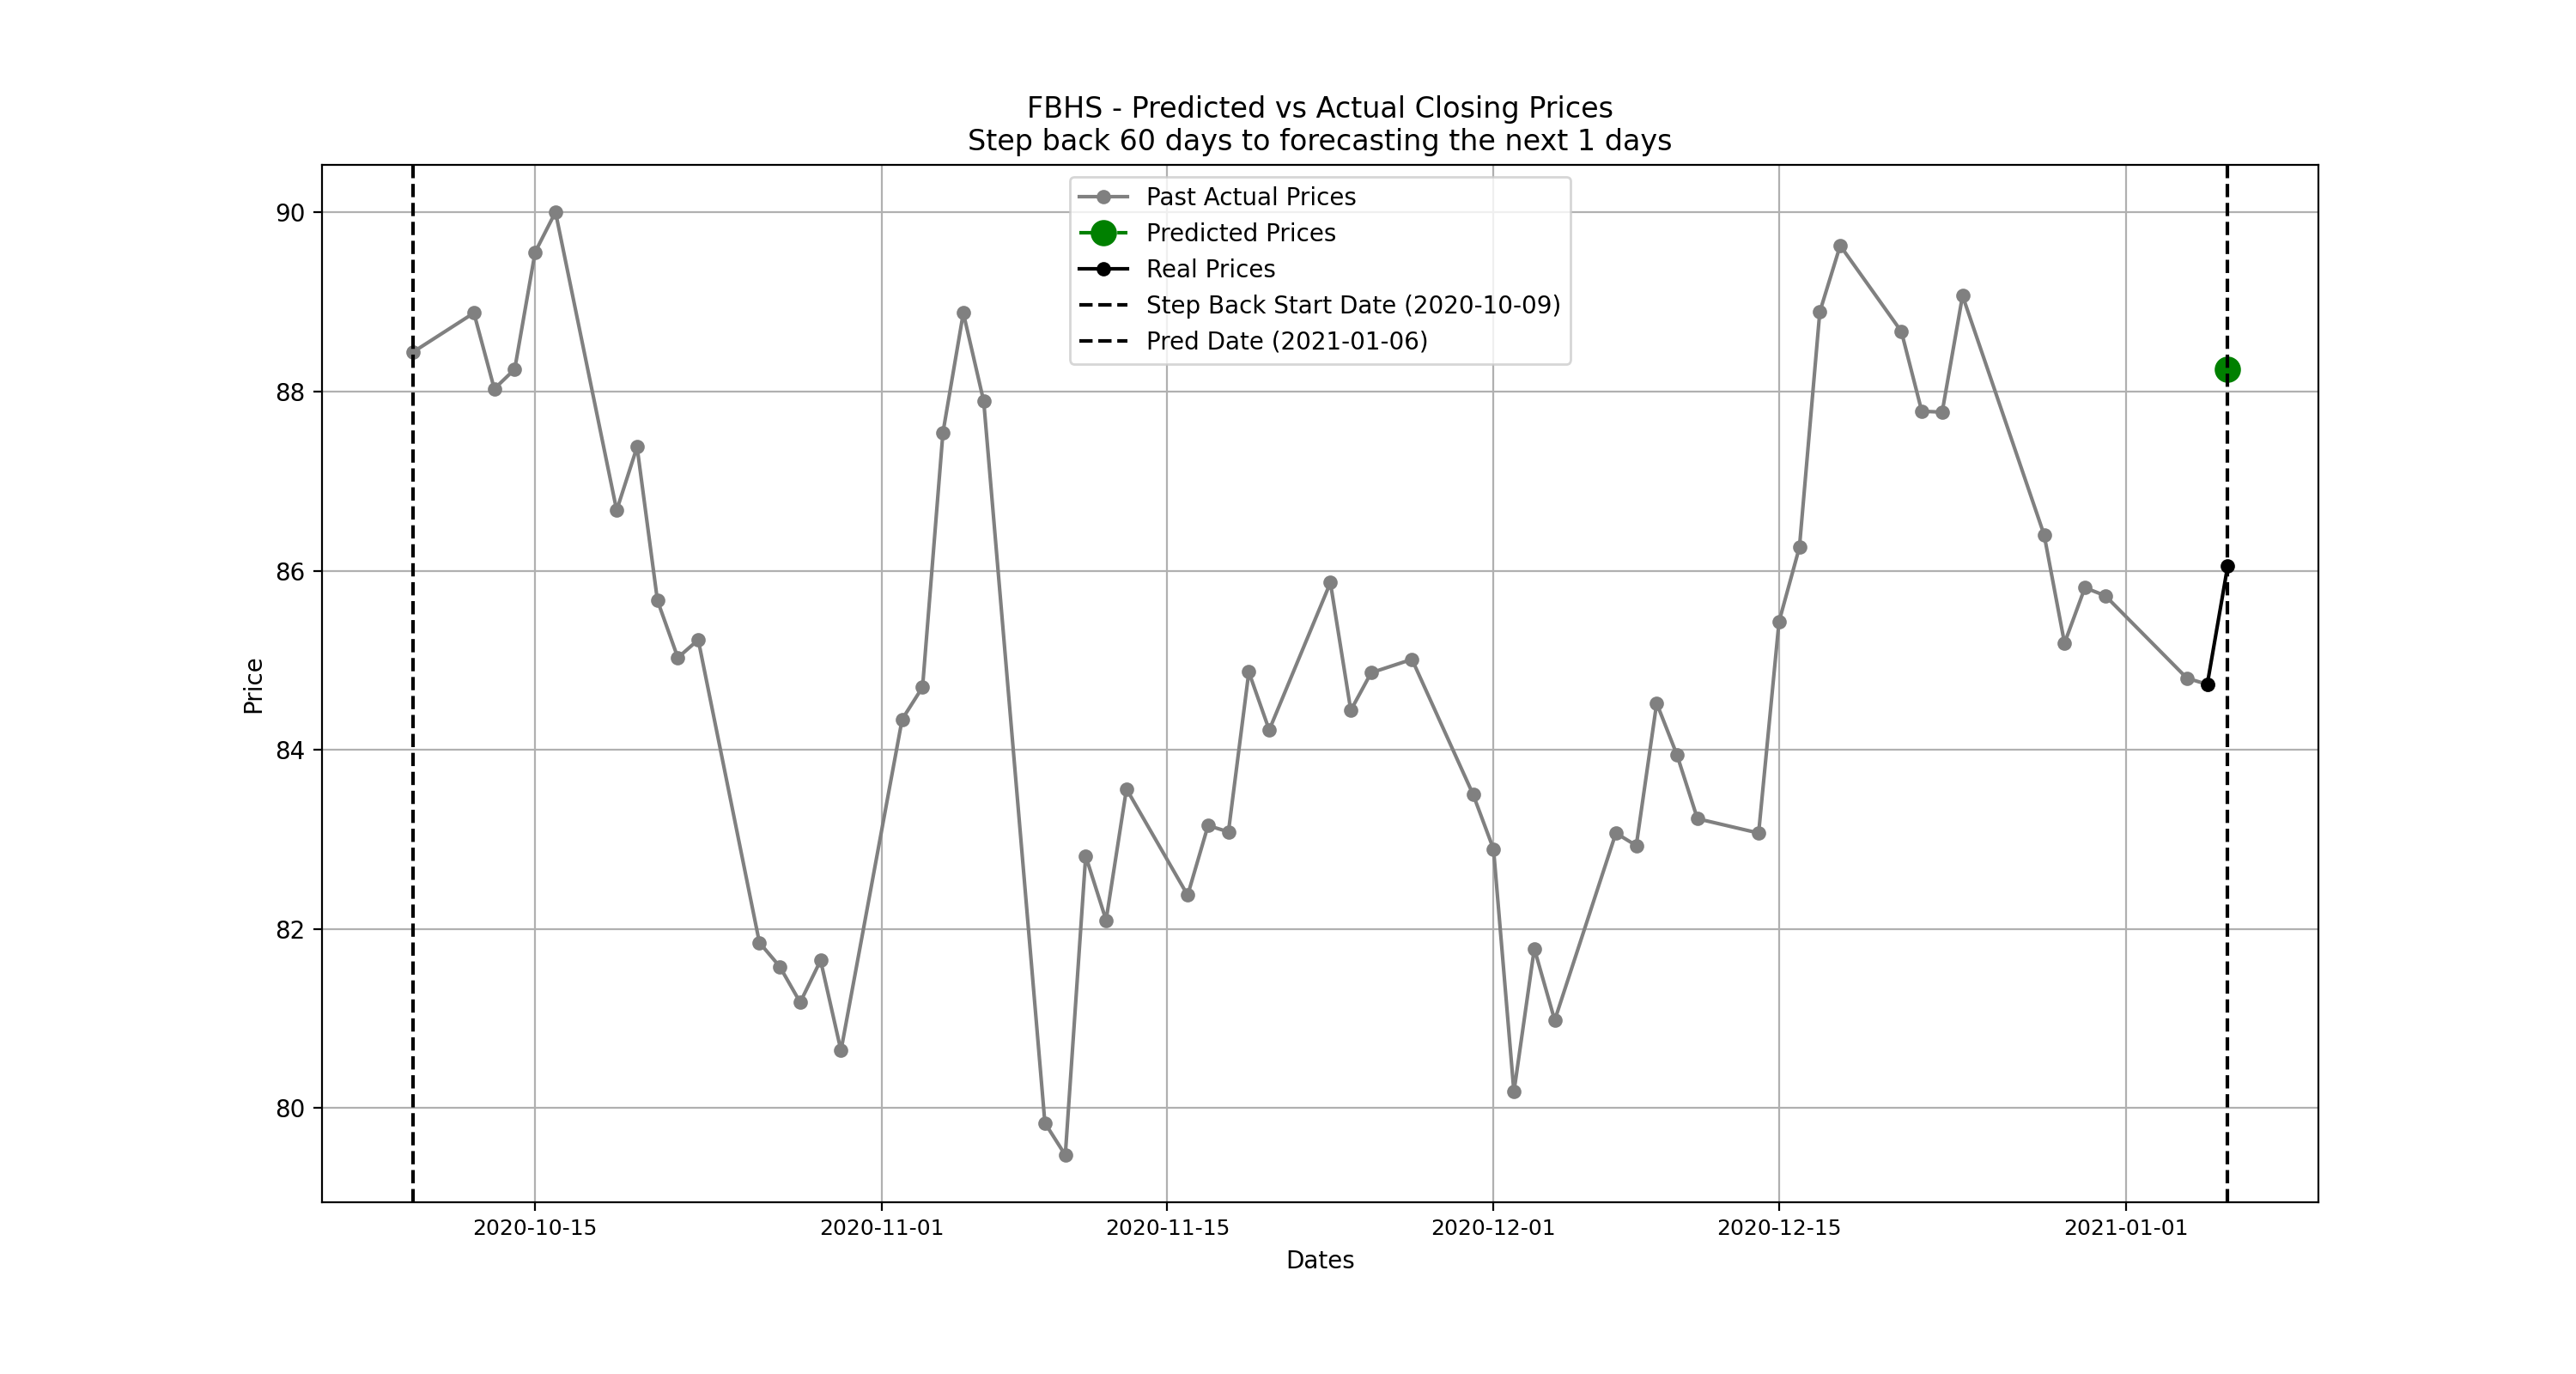 FBHS - Predicted vs Actual Closing Prices
Step back 60 days to forecasting the next 1 days
Past Actual Prices
Predicted Prices
Real Prices
Step Back Start Date (2020-10-09)
Pred Date (2021-01-06)
Price
90
88
86
84
82
80
2020-10-15
2020-11-01
2020-11-15
2020-12-01
2020-12-15
2021-01-01
Dates